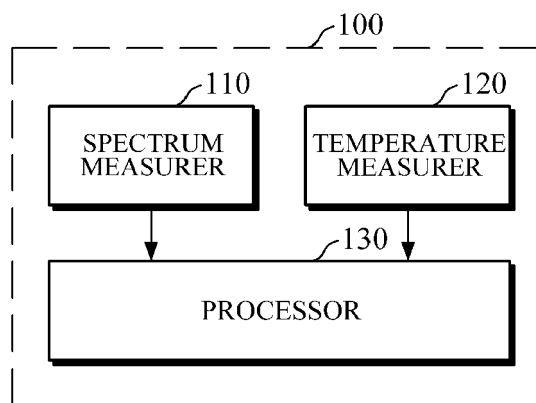 100
110
120
SPECTRUM
MEASURER
TEMPERATURE
MEASURER
130
PROCESSOR